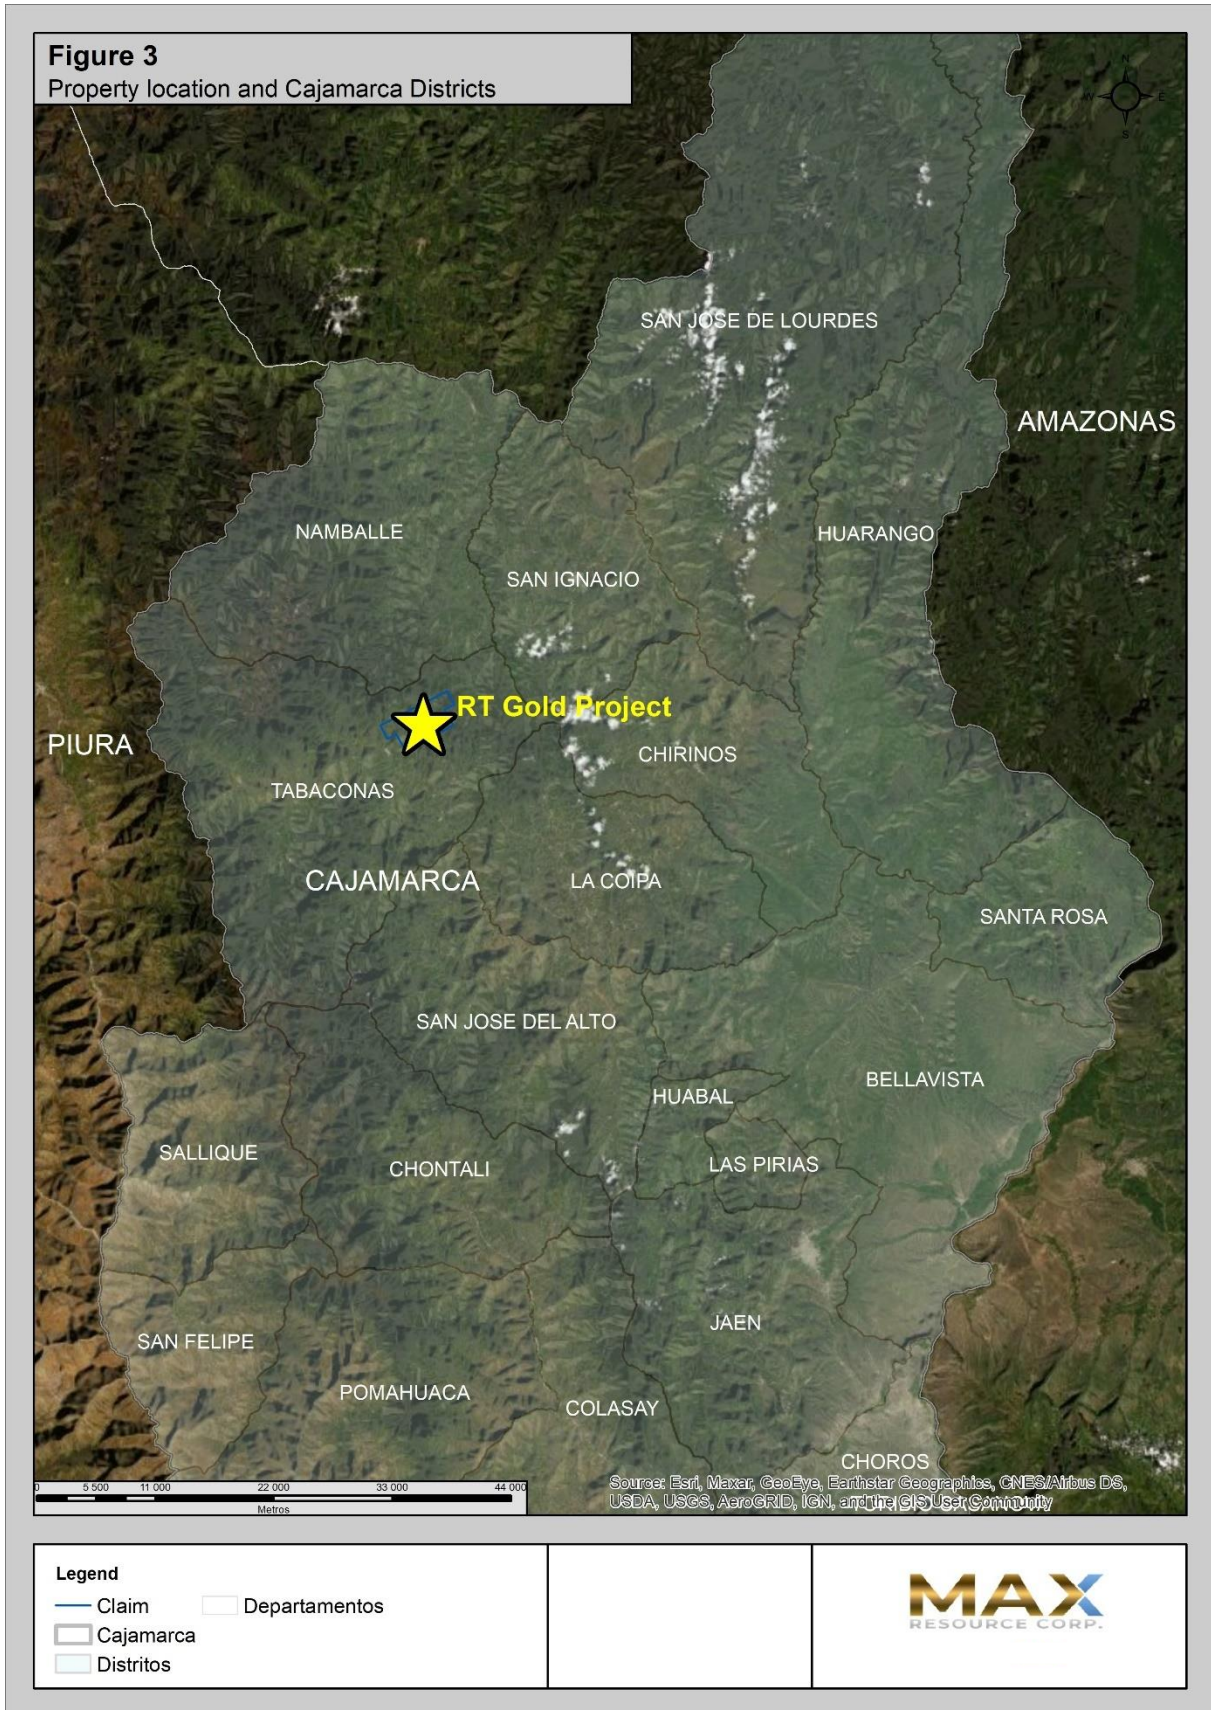 Figure 3
Property location and Cajamarca Districts
N
W
E
S
SAN JOSE DE LOURDES
AMAZONAS
NAMBALLE
HUARANGO
SAN IGNACIO
RT Gold Project
PIURA
CHIRINOS
TABACONAS
CAJAMARCA
LA COIPA
SANTA ROSA
SAN JOSE DEL ALTO
BELLAVISTA
HUABAL
SALLIQUE
CHONTALI
LAS PIRIAS
JAEN
SAN FELIPE
POMAHUACA
COLASAY
CHOROS
0 5 500 11 000 22 000 33 000 44 000
Metros
Source: Esri, Maxar, GeoEye, Earthstar Geographics, CNES/Airbus DS,
USDA, USGS, AeroGRID, IGN, and the GIS User Community
Legend
Claim
Departamentos
Cajamarca
Distritos
MAX
RESOURCE CORP.